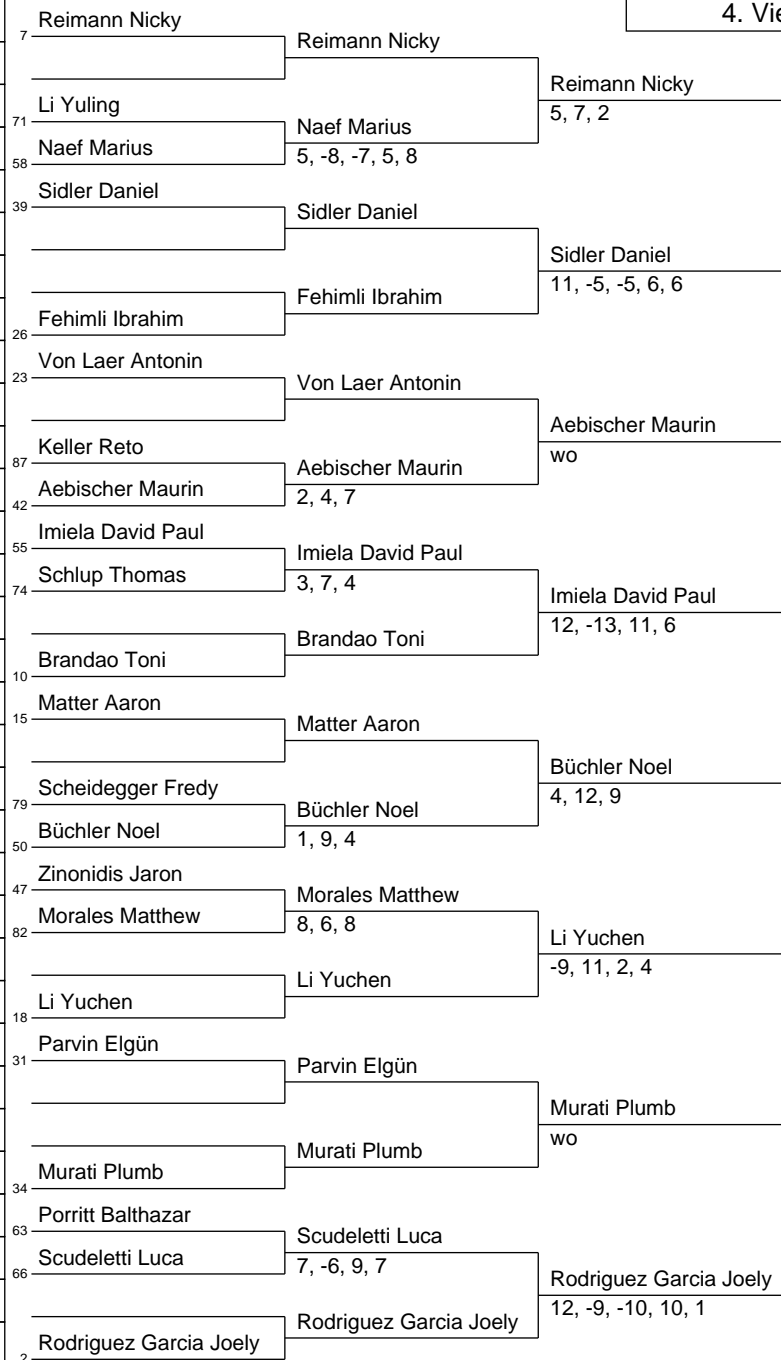 4. Vie
Reimann Nicky
7
Li Yuling
71
Naef Marius
58
Sidler Daniel
39
Fehimli Ibrahim
26
Von Laer Antonin
23
Keller Reto
87
Aebischer Maurin
42
Imiela David Paul
55
Schlup Thomas
74
Brandao Toni
10
Matter Aaron
15
Scheidegger Fredy
79
Büchler Noel
50
Zinonidis Jaron
47
Morales Matthew
82
Li Yuchen
18
Parvin Elgün
31
Murati Plumb
34
Porritt Balthazar
63
Scudeletti Luca
66
Rodriguez Garcia Joely
2
Reimann Nicky
Naef Marius
5, -8, -7, 5, 8
Sidler Daniel
Fehimli Ibrahim
Von Laer Antonin
Aebischer Maurin
2, 4, 7
Imiela David Paul
3, 7, 4
Brandao Toni
Matter Aaron
Büchler Noel
1, 9, 4
Morales Matthew
8, 6, 8
Li Yuchen
Parvin Elgün
Murati Plumb
Scudeletti Luca
7, -6, 9, 7
Rodriguez Garcia Joely
Reimann Nicky
5, 7, 2
Sidler Daniel
11, -5, -5, 6, 6
Aebischer Maurin
wo
Imiela David Paul
12, -13, 11, 6
Büchler Noel
4, 12, 9
Li Yuchen
-9, 11, 2, 4
Murati Plumb
wo
Rodriguez Garcia Joely
12, -9, -10, 10, 1